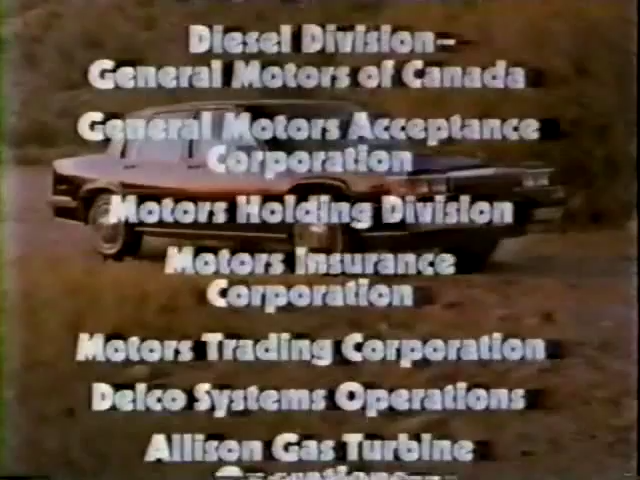 Diesel Division–
General Motors of Canada
General Motors Acceptance
Corporation
Motors Holding Division
Motors Insurance
Corporation
Motors Trading Corporation
Delco Systems Operations
Allison Gas Turbine
Operations